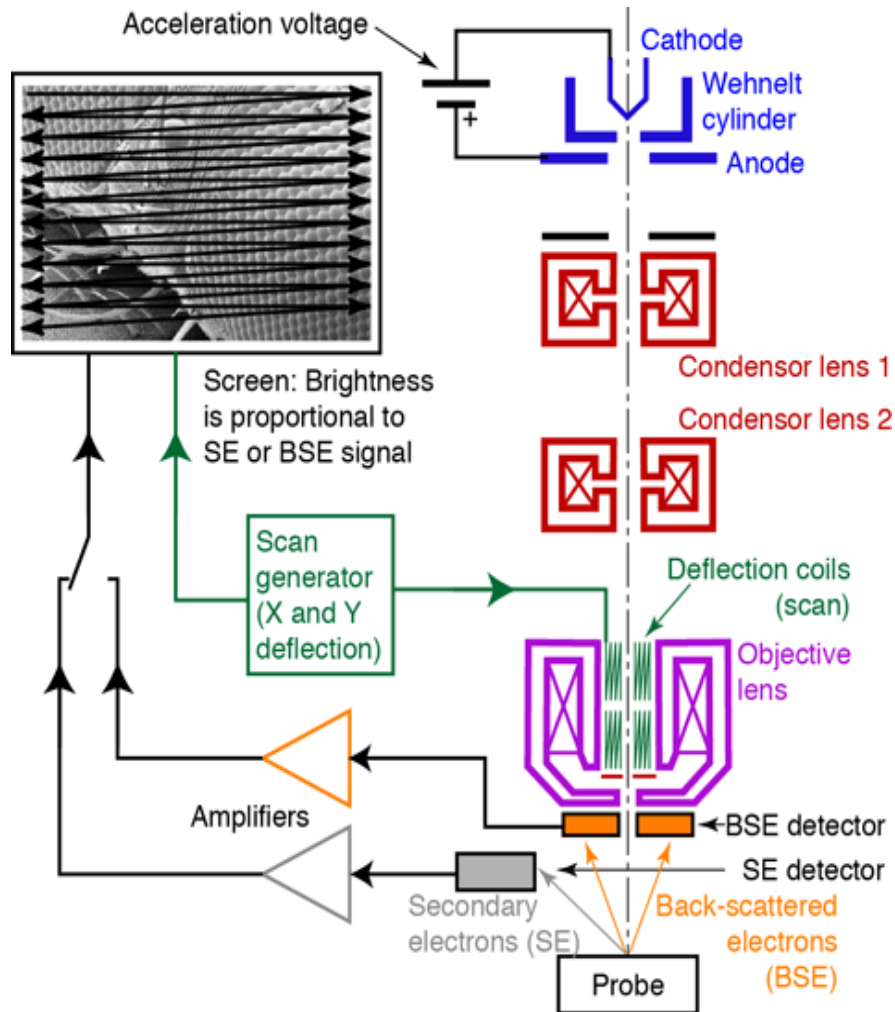 Acceleration voltage
Cathode
Wehnelt
cylinder
+
Anode
Condensor lens 1
Screen: Brightness
is proportional to
SE or BSE signal
Condensor lens 2
Scan
generator
(X and Y
deflection)
Deflection coils
(scan)
Objective
lens
Amplifiers
BSE detector
SE detector
Secondary
electrons (SE)
Back-scattered
electrons
(BSE)
Probe